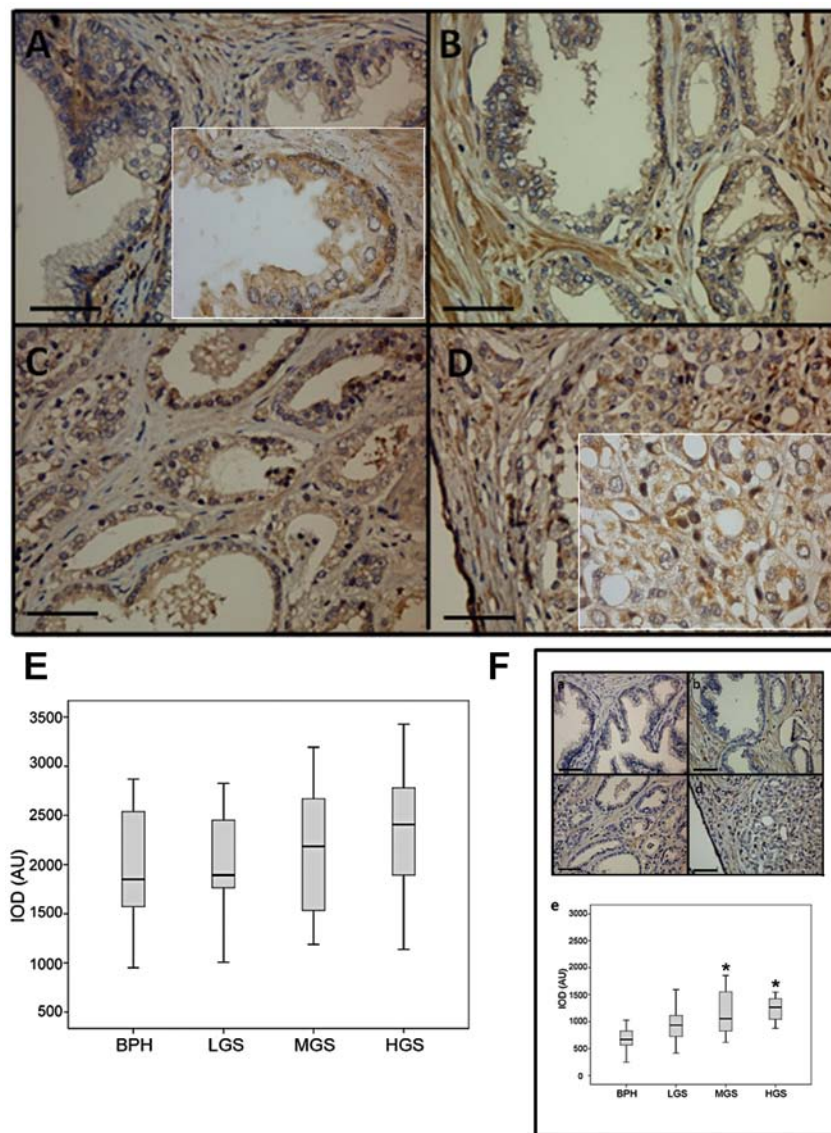 A
B
C
D
E
F
3500
3000
2500
2000
1500
1000
500
IOD (AU)
BPH LGS MGS HGS
a
b
c
d
e
3000
2500
2000
1500
1000
500
0
IOD (AU)
* *
BPH LGS MGS HGS